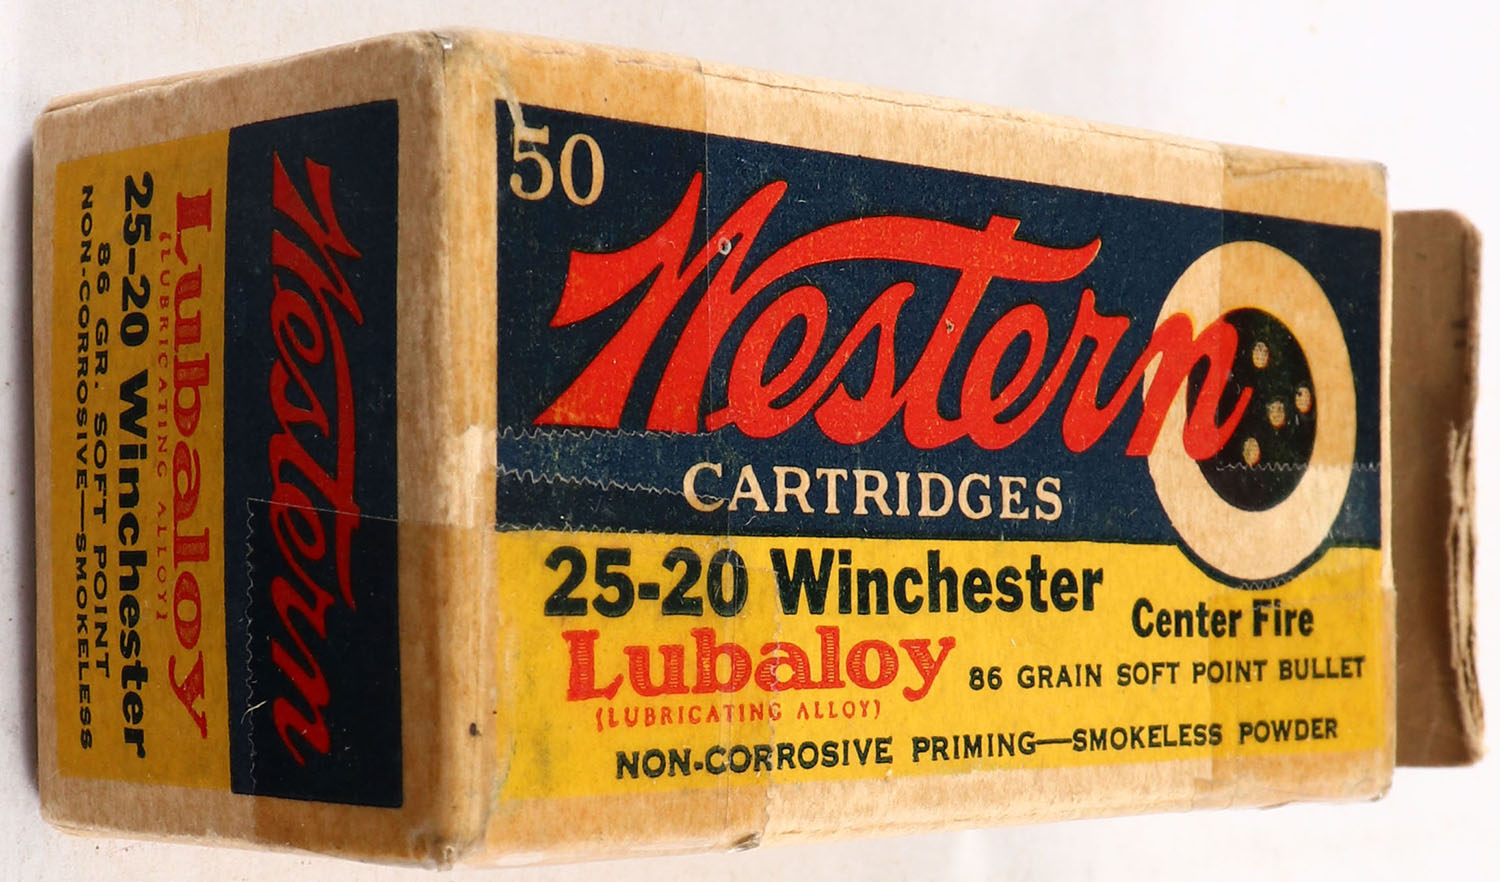 Western
Lubaloy
(LUBRICATING ALLOY)
25-20 Winchester
86 GR. SOFT POINT
NON-CORROSIVE—SMOKELESS
50
Western
CARTRIDGES
25-20 Winchester
Center Fire
Lubaloy
(LUBRICATING ALLOY)
86 GRAIN SOFT POINT BULLET
NON-CORROSIVE PRIMING—SMOKELESS POWDER